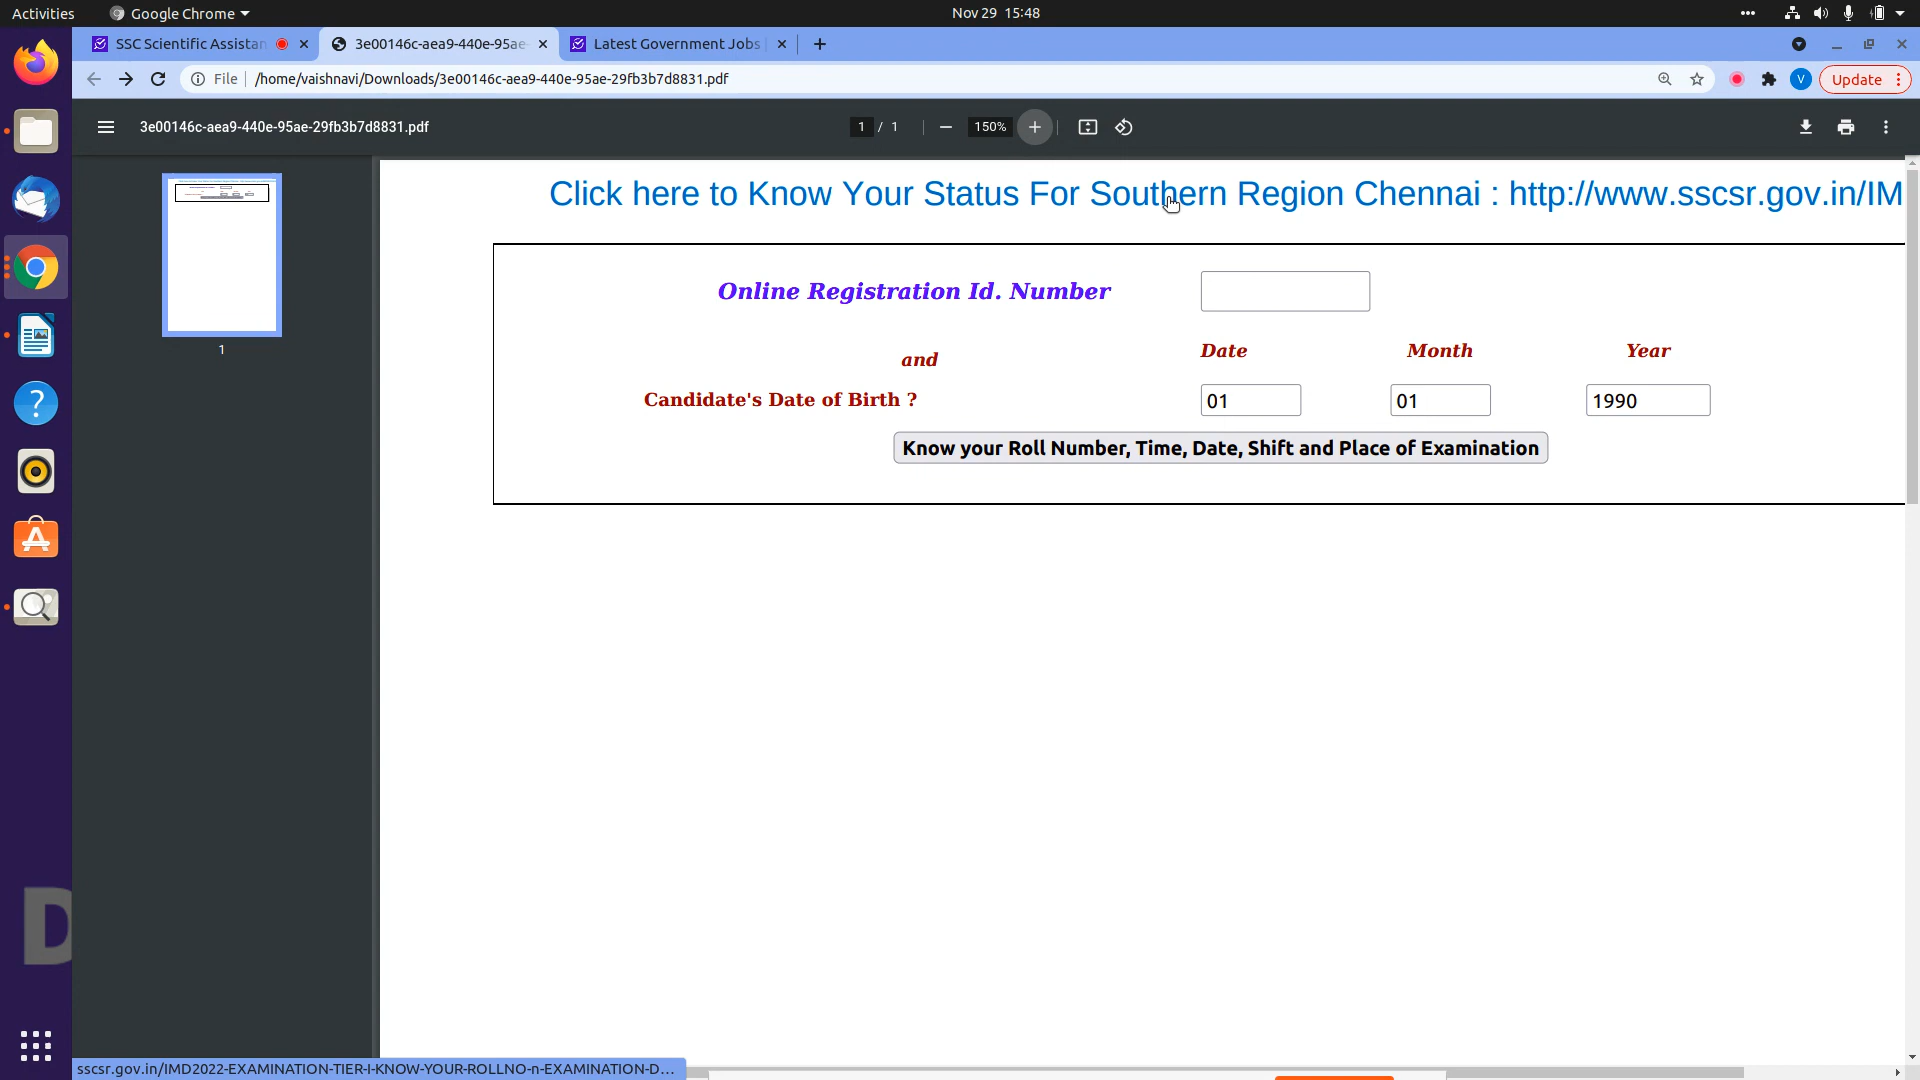 Activities Google Chrome Nov 29 15:48
SSC Scientific Assistan 3e00146c-aea9-440e-95ae- Latest Government Jobs
File /home/vaishnavi/Downloads/3e00146c-aea9-440e-95ae-29fb3b7d8831.pdf V Update
3e00146c-aea9-440e-95ae-29fb3b7d8831.pdf 1 / 1 150%
Click here to Know Your Status For Southern Region Chennai : http://www.sscsr.gov.in/IM
Online Registration Id. Number
Date Month Year
and
Candidate's Date of Birth ? 01 01 1990
Know your Roll Number, Time, Date, Shift and Place of Examination
1
D
sscsr.gov.in/IMD2022-EXAMINATION-TIER-I-KNOW-YOUR-ROLLNO-n-EXAMINATION-D...